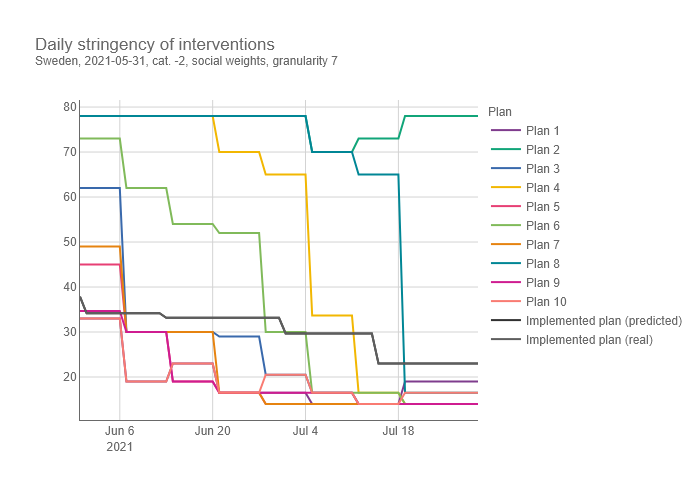 Daily stringency of interventions
Sweden, 2021-05-31, cat. -2, social weights, granularity 7
80
70
60
50
40
30
20
Jun 6
2021
Jun 20
Jul 4
Jul 18
Plan
Plan 1
Plan 2
Plan 3
Plan 4
Plan 5
Plan 6
Plan 7
Plan 8
Plan 9
Plan 10
Implemented plan (predicted)
Implemented plan (real)